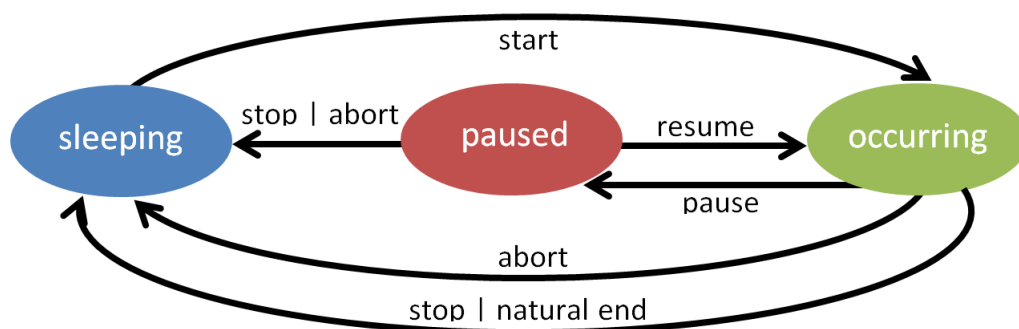 start
stop | abort
sleeping
paused
resume
occurring
pause
abort
stop | natural end